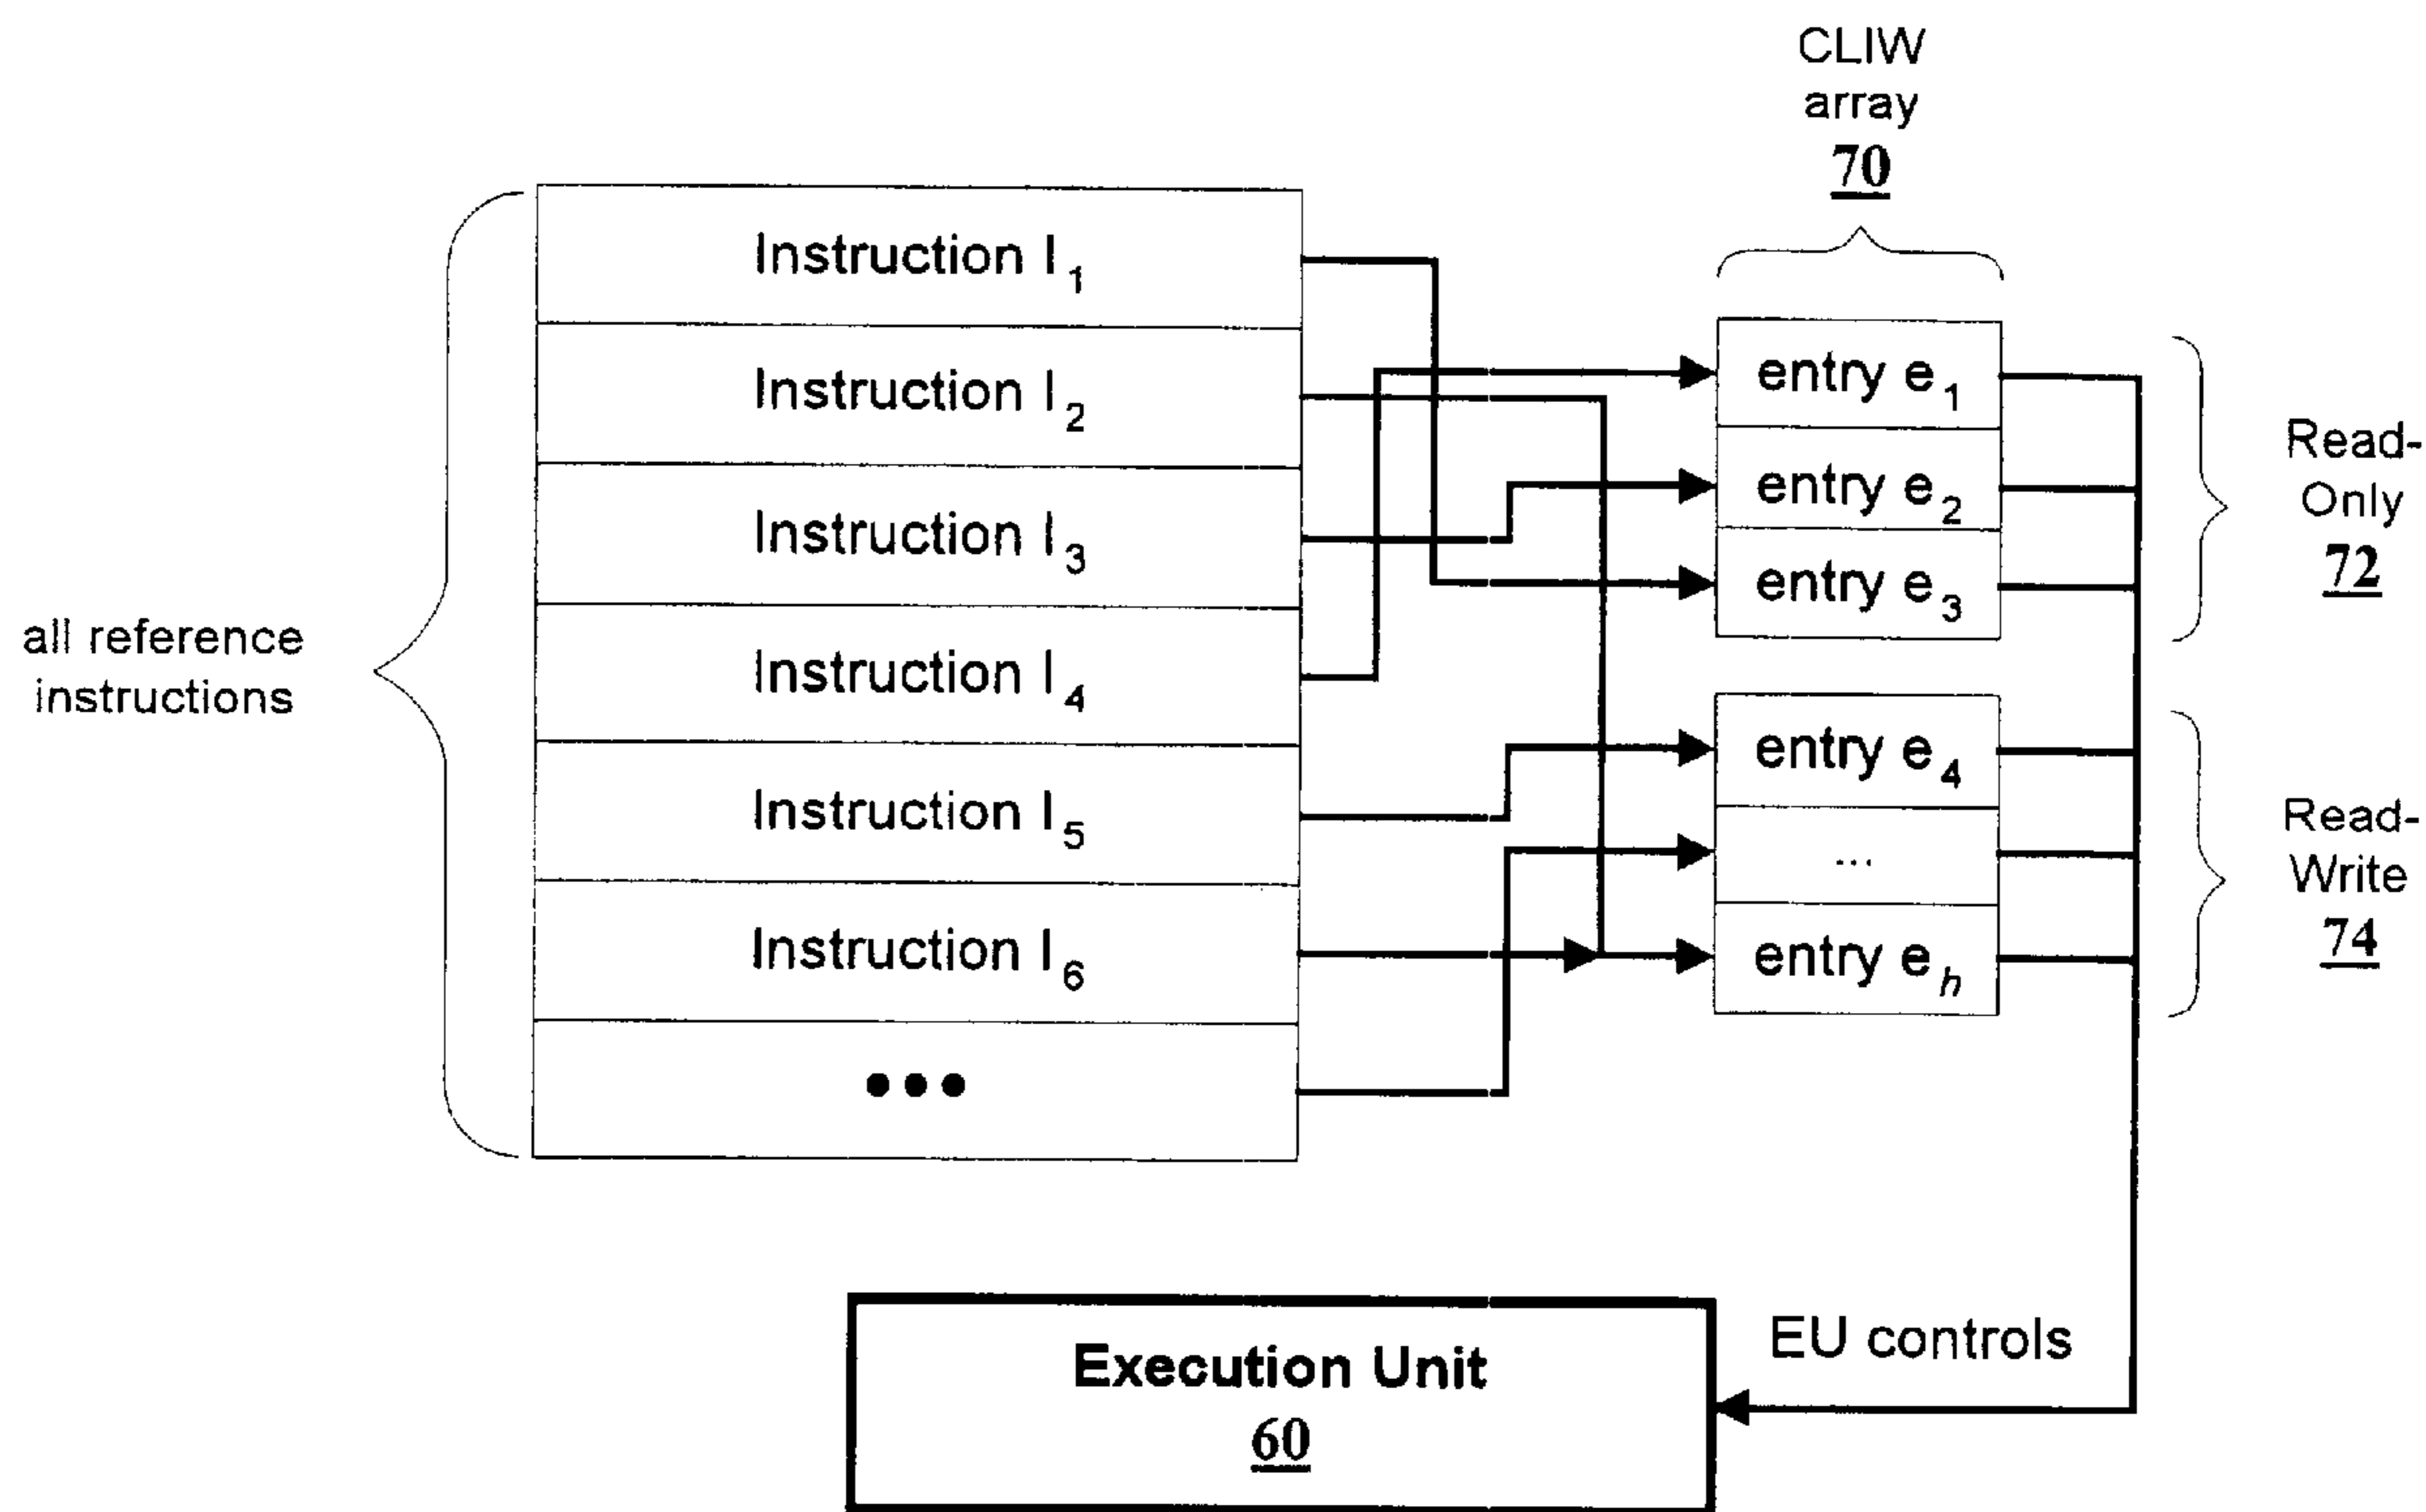 CLIW
array
70
Instruction I1
Instruction I2
Instruction I3
Instruction I4
Instruction I5
Instruction I6
•••
all reference
instructions
entry e1
entry e2
entry e3
entry e4
...
entry eh
Read-
Only
72
Read-
Write
74
EU controls
Execution Unit
60